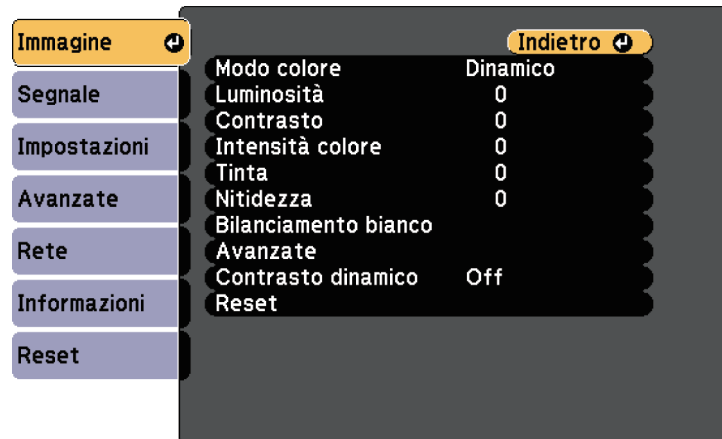 Immagine
Segnale
Impostazioni
Avanzate
Rete
Informazioni
Reset
Indietro
Modo colore Dinamico
Luminosità 0
Contrasto 0
Intensità colore 0
Tinta 0
Nitidezza 0
Bilanciamento bianco
Avanzate
Contrasto dinamico Off
Reset